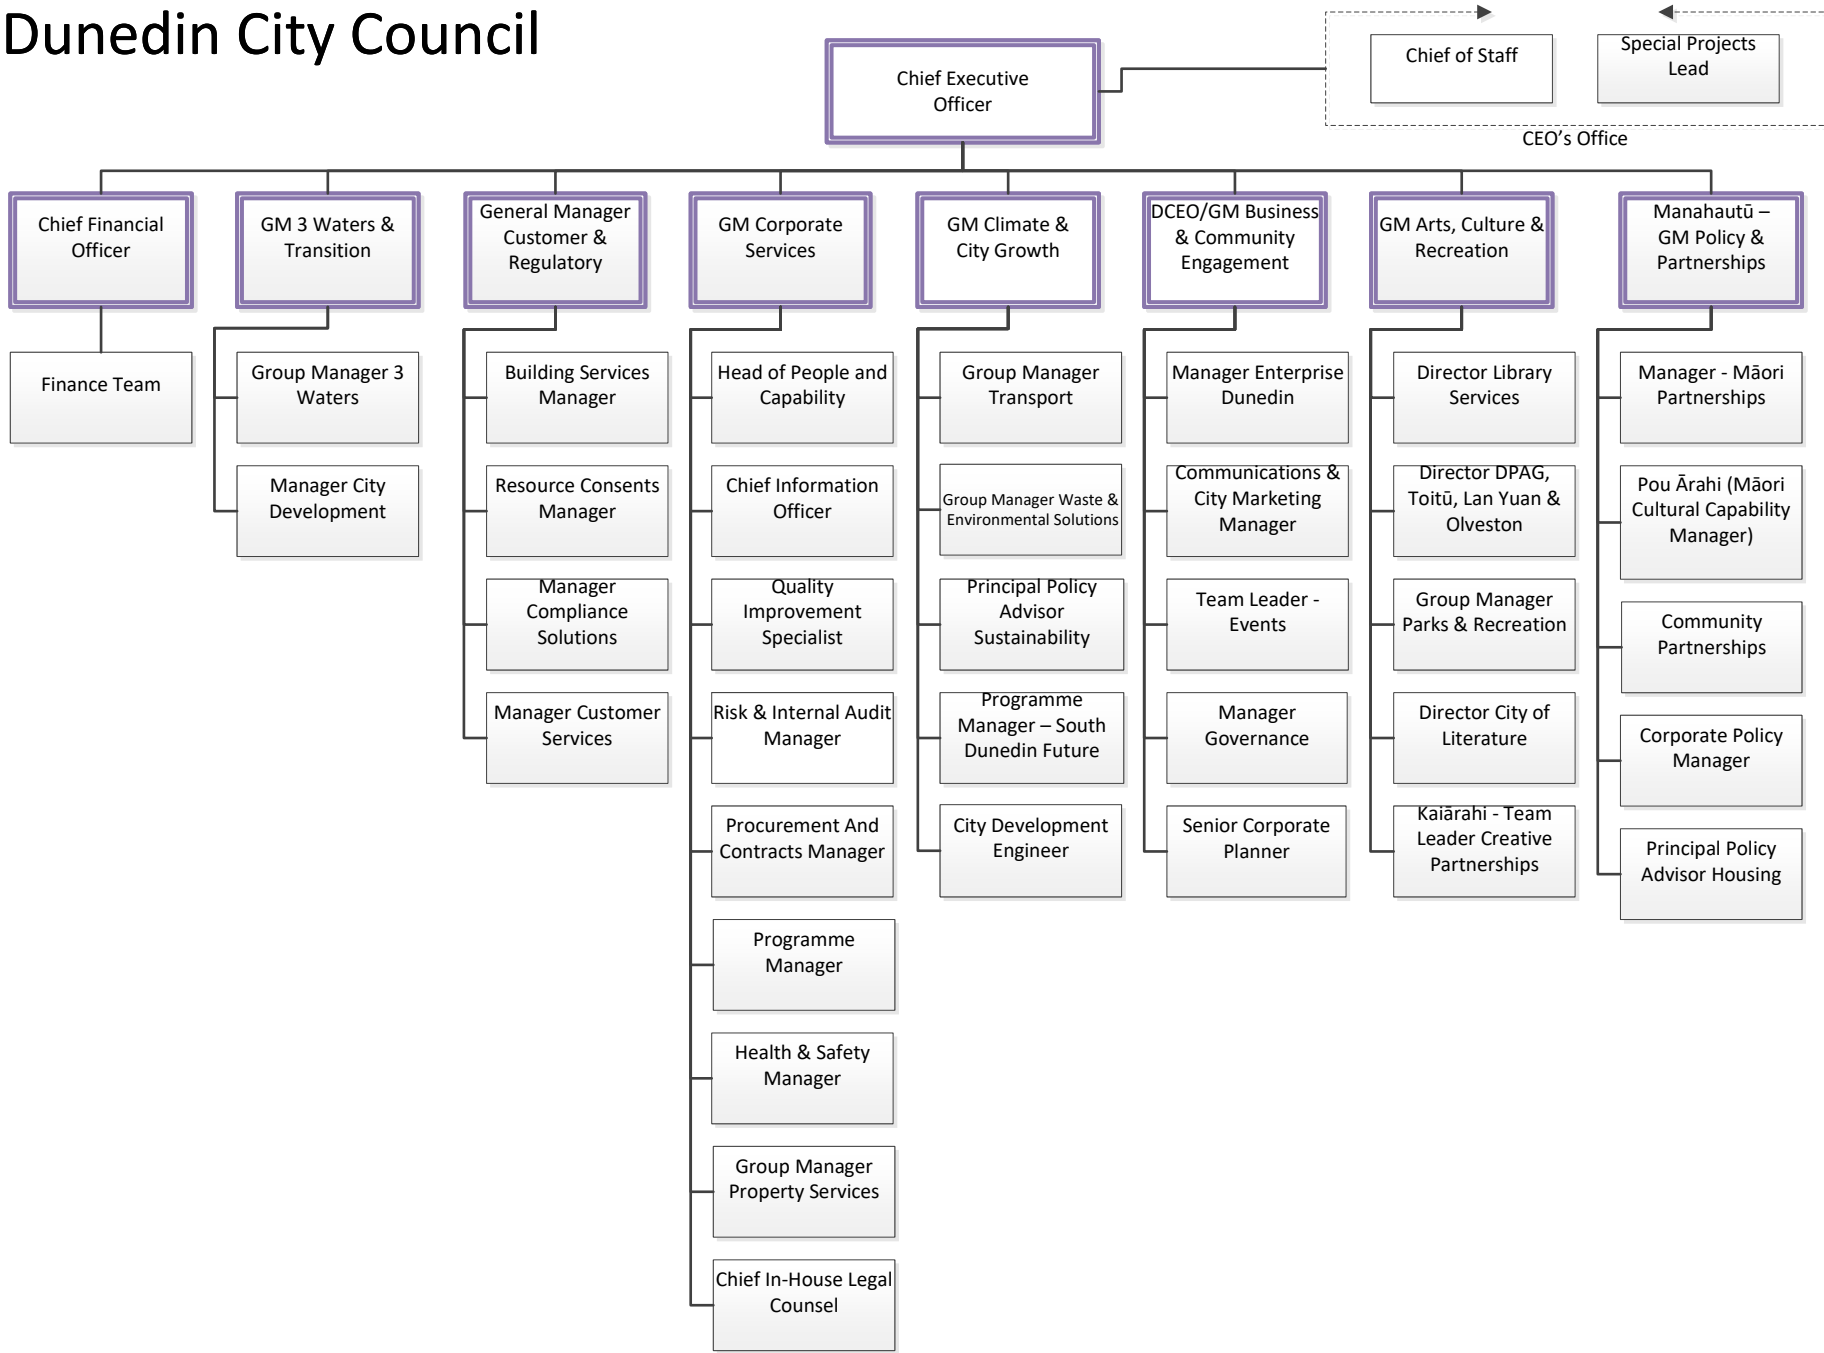 Dunedin City Council
Chief Executive
Officer
Chief of Staff
Special Projects
Lead
CEO's Office
Chief Financial
Officer
GM 3 Waters &
Transition
General Manager
Customer &
Regulatory
GM Corporate
Services
GM Climate &
City Growth
DCEO/GM Business
& Community
Engagement
GM Arts, Culture &
Recreation
Manahautū –
GM Policy &
Partnerships
Finance Team
Group Manager 3
Waters
Manager City
Development
Building Services
Manager
Resource Consents
Manager
Manager
Compliance
Solutions
Manager Customer
Services
Head of People and
Capability
Chief Information
Officer
Quality
Improvement
Specialist
Risk & Internal Audit
Manager
Procurement And
Contracts Manager
Programme
Manager
Health & Safety
Manager
Group Manager
Property Services
Chief In-House Legal
Counsel
Group Manager
Transport
Group Manager Waste &
Environmental Solutions
Principal Policy
Advisor
Sustainability
Programme
Manager – South
Dunedin Future
City Development
Engineer
Manager Enterprise
Dunedin
Communications &
City Marketing
Manager
Team Leader -
Events
Manager
Governance
Senior Corporate
Planner
Director Library
Services
Director DPAG,
Toitū, Lan Yuan &
Olveston
Group Manager
Parks & Recreation
Director City of
Literature
Kaiārahi - Team
Leader Creative
Partnerships
Manager - Māori
Partnerships
Pou Ārahi (Māori
Cultural Capability
Manager)
Community
Partnerships
Corporate Policy
Manager
Principal Policy
Advisor Housing